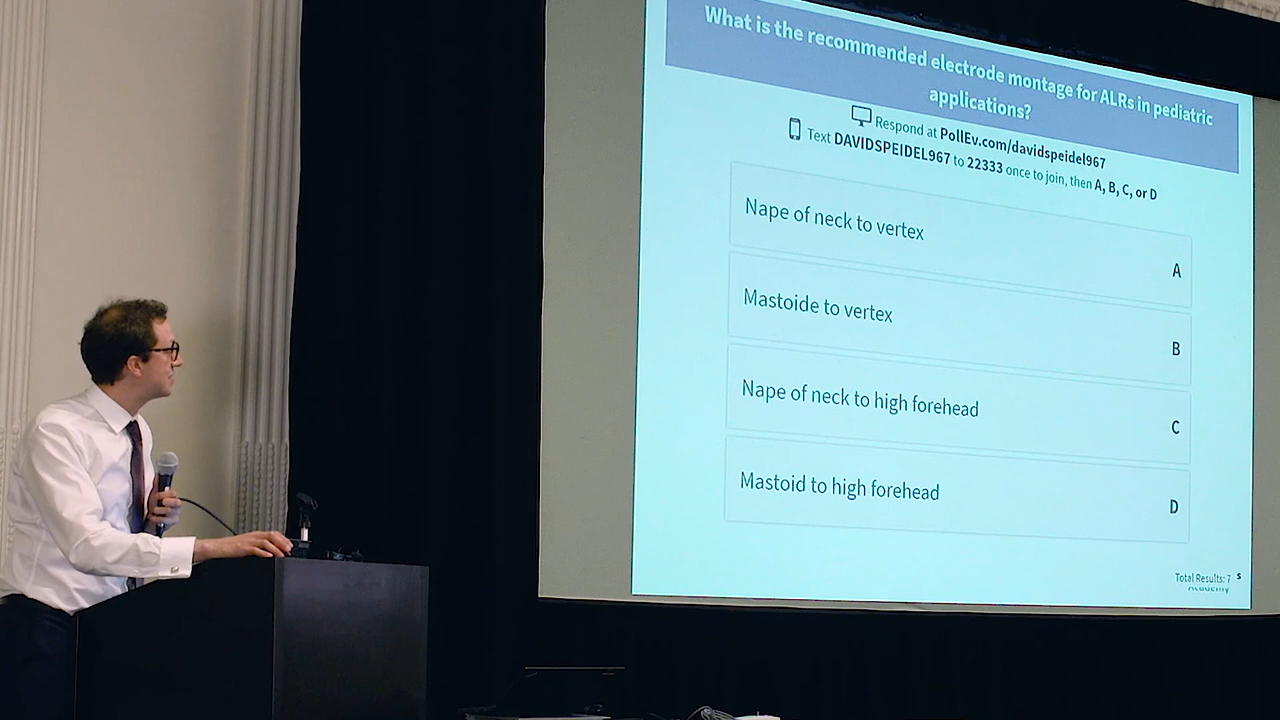 What is the recommended electrode montage for ALRs in pediatric
applications?
Respond at PollEv.com/davidspeidel967
Text DAVIDSPEIDEL967 to 22333 once to join, then A, B, C, or D
Nape of neck to vertex
A
Mastoide to vertex
B
Nape of neck to high forehead
C
Mastoid to high forehead
D
Total Results: 7 s
Academy